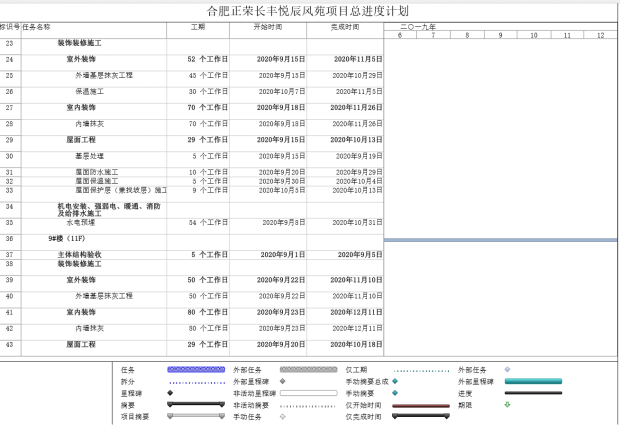 合肥正荣长丰悦辰风苑项目总进度计划
标识号 任务名称 工期 开始时间 完成时间 二〇一九年
6 7 8 9 10 11 12
23 装饰装修施工
24 室外装饰 52 个工作日 2020年9月15日 2020年11月5日
25 外墙基层抹灰工程 45 个工作日 2020年9月15日 2020年10月29日
26 保温施工 30 个工作日 2020年10月7日 2020年11月5日
27 室内装饰 70 个工作日 2020年9月18日 2020年11月26日
28 内墙抹灰 70 个工作日 2020年9月18日 2020年11月26日
29 屋面工程 29 个工作日 2020年9月15日 2020年10月13日
30 基层处理 5 个工作日 2020年9月15日 2020年9月19日
31 屋面防水施工 10 个工作日 2020年9月20日 2020年9月29日
32 屋面保温施工 5 个工作日 2020年9月30日 2020年10月4日
33 屋面保护层（兼找坡层）施工 9 个工作日 2020年10月5日 2020年10月13日
34 机电安装、强弱电、暖通、消防
及给排水施工
35 水电预埋 54 个工作日 2020年9月8日 2020年10月31日
36 9#楼（11F）
37 主体结构验收 5 个工作日 2020年9月1日 2020年9月5日
38 装饰装修施工
39 室外装饰 50 个工作日 2020年9月22日 2020年11月10日
40 外墙基层抹灰工程 50 个工作日 2020年9月22日 2020年11月10日
41 室内装饰 80 个工作日 2020年9月23日 2020年12月11日
42 内墙抹灰 80 个工作日 2020年9月23日 2020年12月11日
43 屋面工程 29 个工作日 2020年9月20日 2020年10月18日
任务 外部任务 仅工期 外部任务
拆分 外部里程碑 手动摘要总成 外部里程碑
里程碑 非活动里程碑 手动摘要 进度
摘要 非活动摘要 仅开始时间 期限
项目摘要 手动任务 仅完成时间